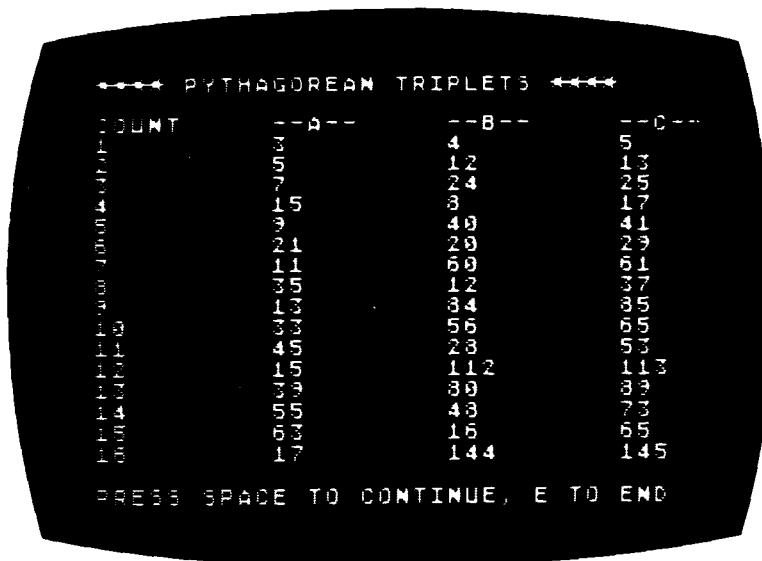 **** PYTHAGOREAN TRIPLETS ****
COUNT --A-- --B-- --C--
1 3 4 5
2 5 12 13
3 7 24 25
4 15 8 17
5 9 40 41
6 21 20 29
7 11 60 61
8 35 12 37
9 13 84 85
10 33 56 65
11 45 28 53
12 15 112 113
13 39 80 89
14 55 48 73
15 63 16 65
16 17 144 145
PRESS SPACE TO CONTINUE, E TO END